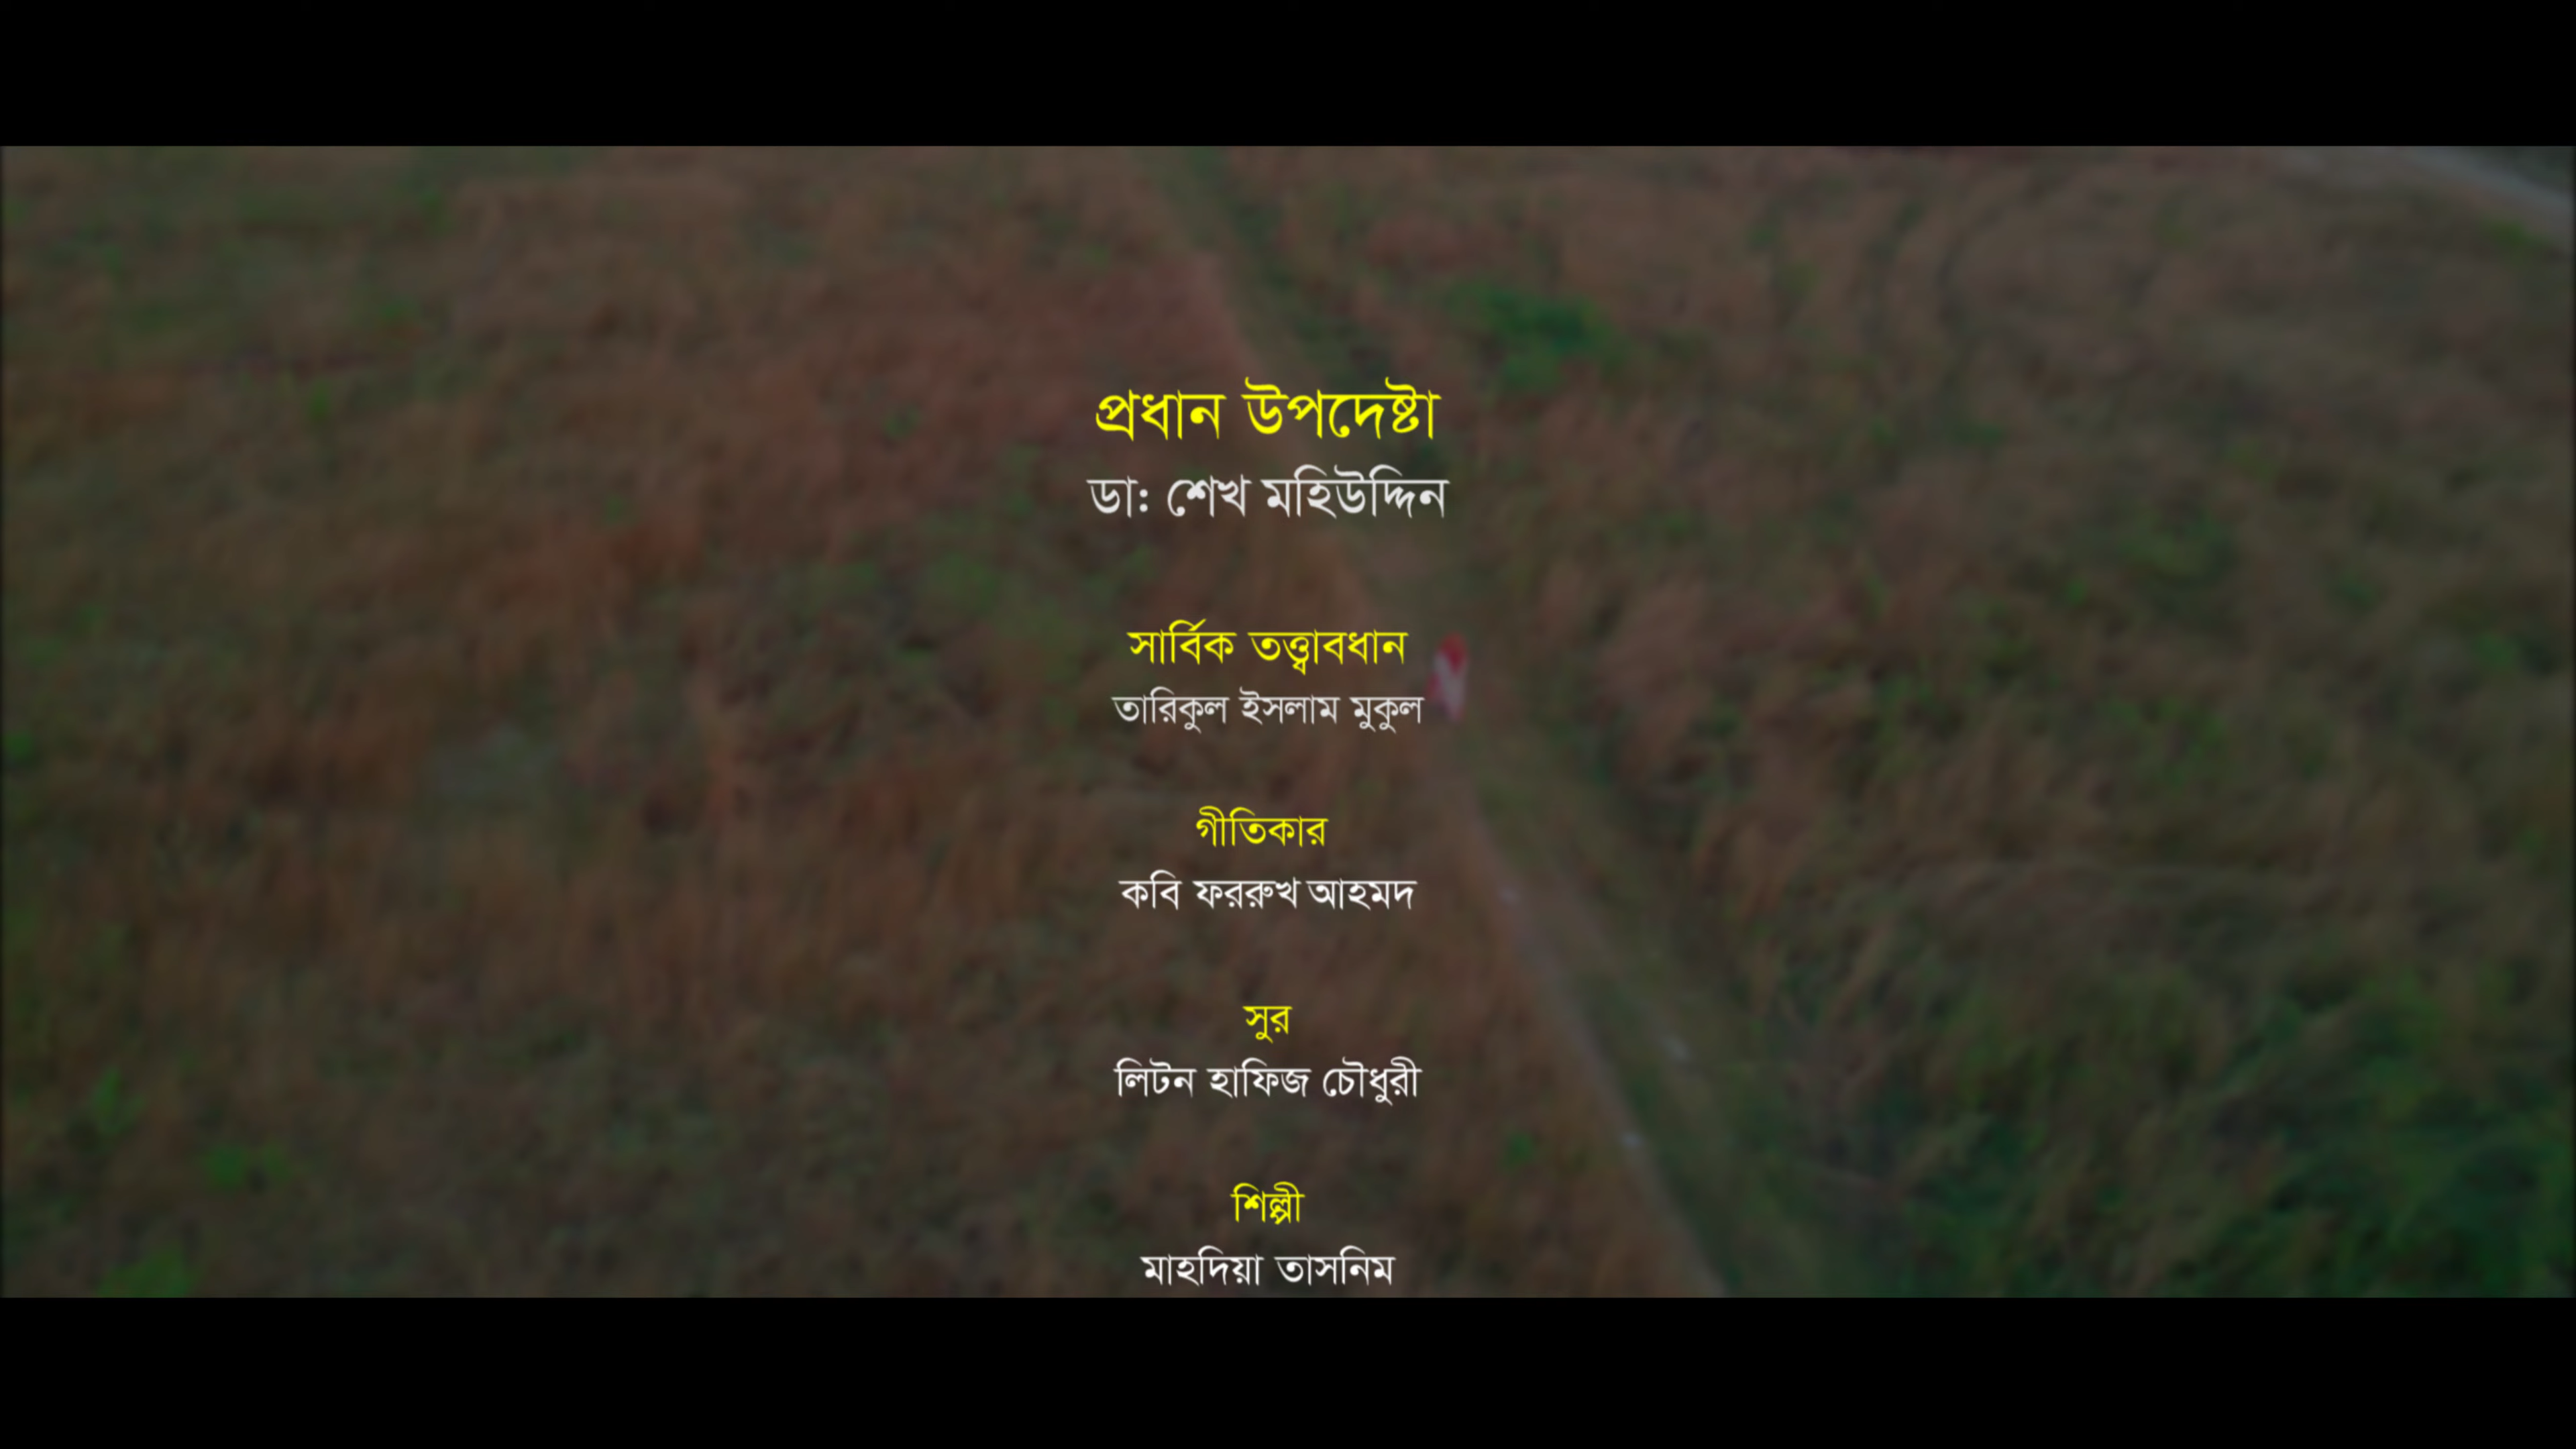 প্রধান উপদেষ্টা
ডা: শেখ মহিউদ্দিন
সার্বিক তত্ত্বাবধান
তারিকুল ইসলাম মুকুল
গীতিকার
কবি ফররুখ আহমদ
সুর
লিটন হাফিজ চৌধুরী
শিল্পী
মাহদিয়া তাসনিম